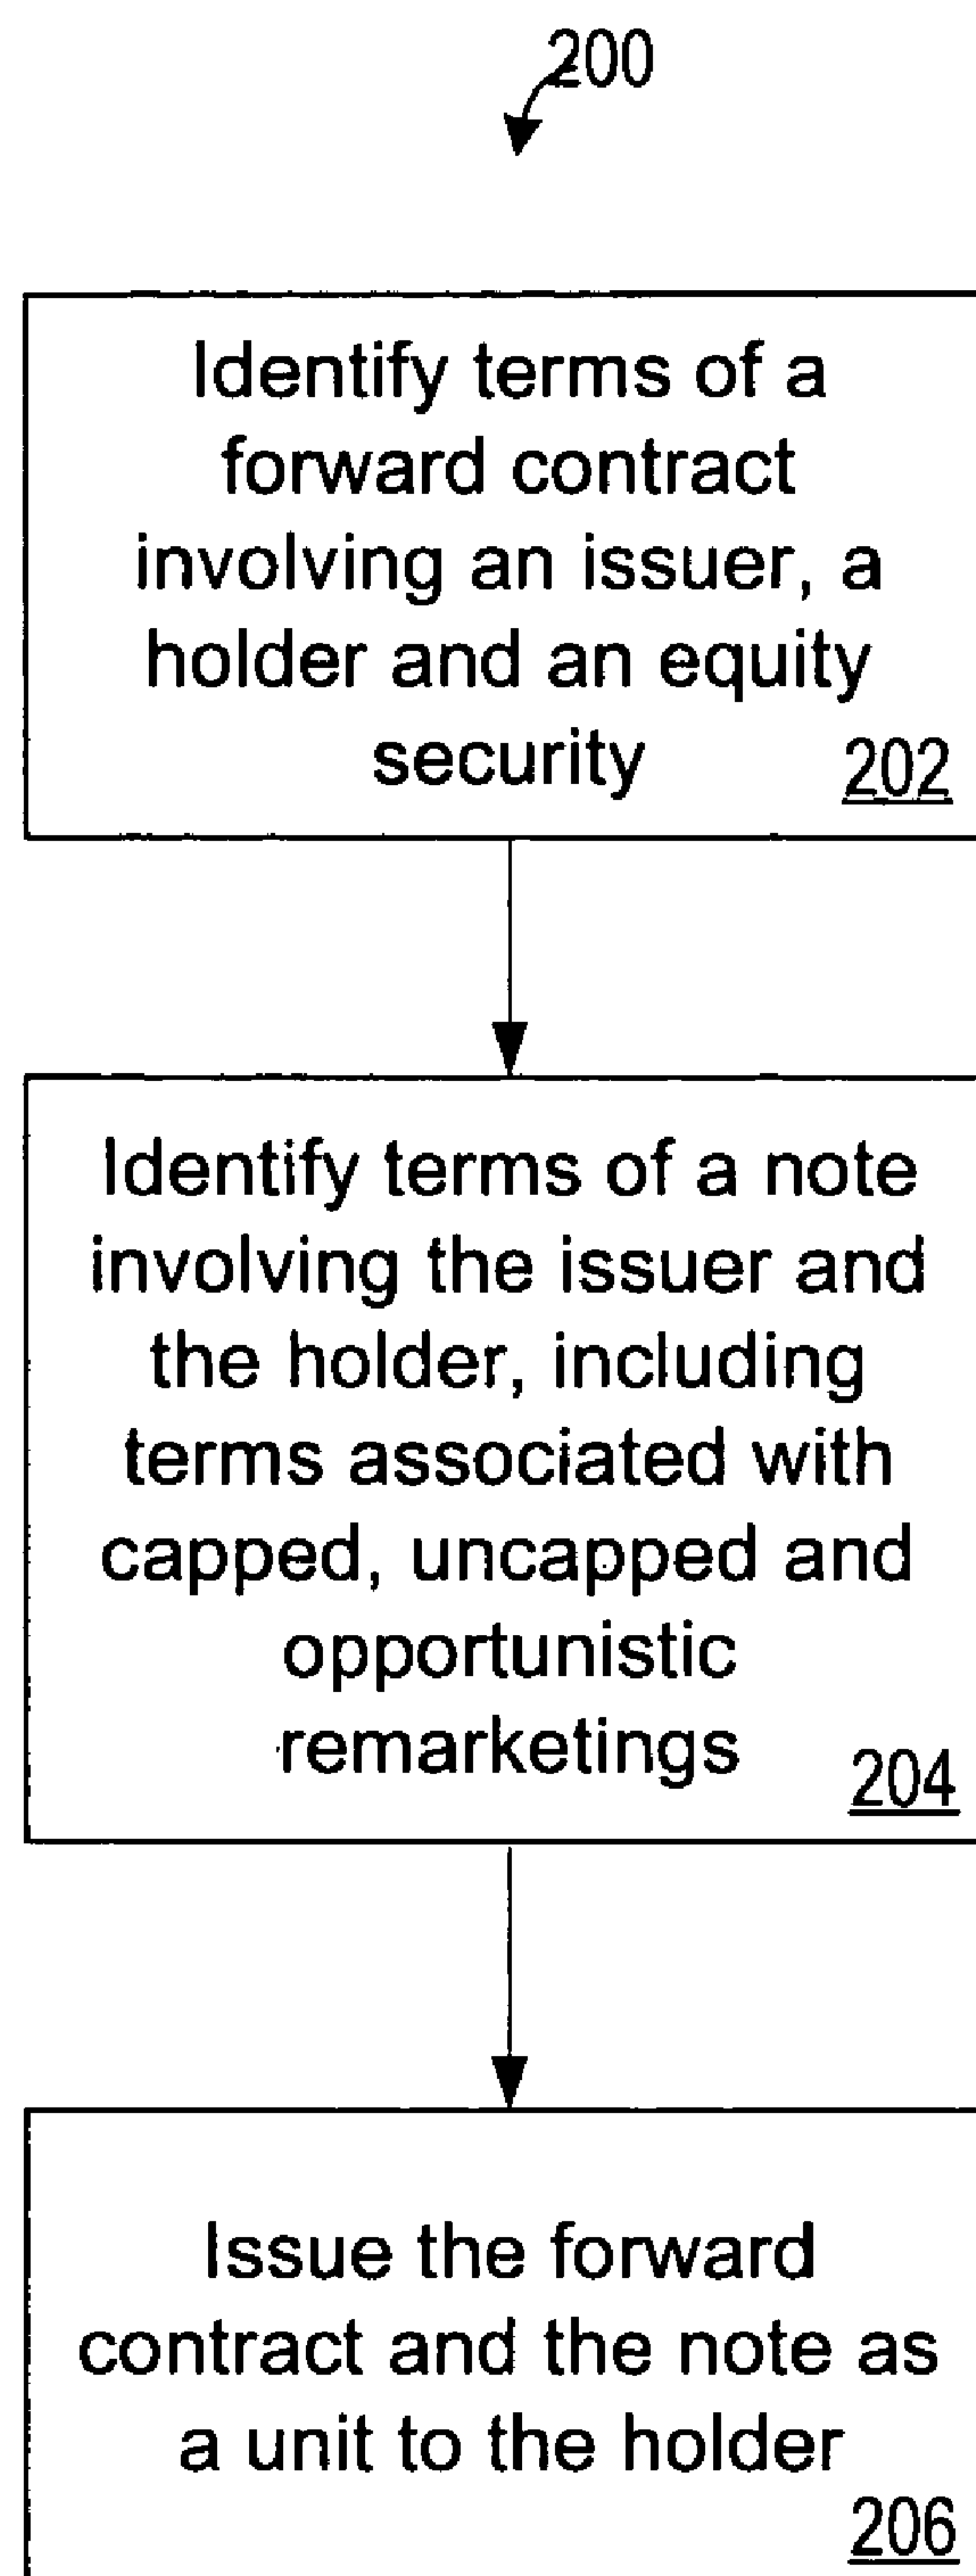 200
Identify terms of a
forward contract
involving an issuer, a
holder and an equity
security 202
Identify terms of a note
involving the issuer and
the holder, including
terms associated with
capped, uncapped and
opportunistic
remarketings
204
Issue the forward
contract and the note as
a unit to the holder
206